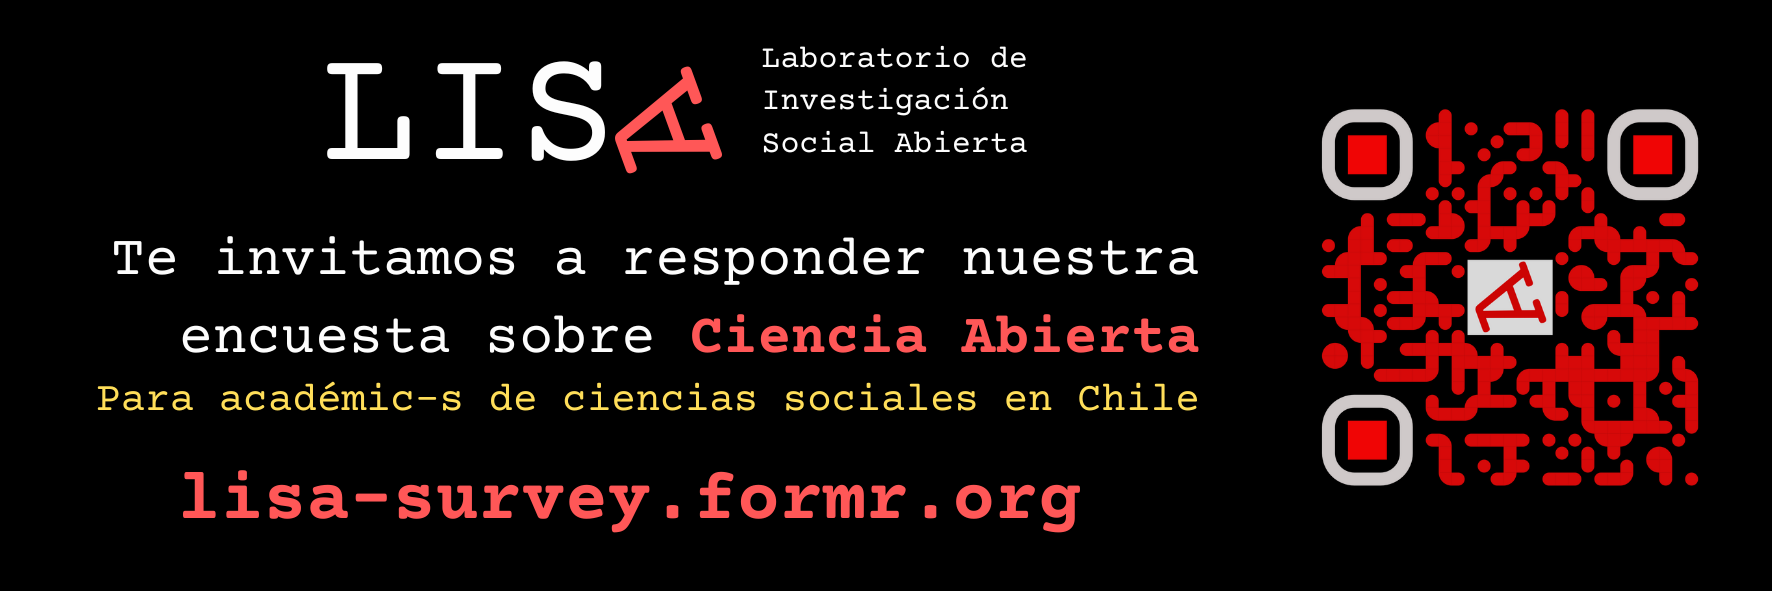 LISA
Laboratorio de
Investigación
Social Abierta
Te invitamos a responder nuestra
encuesta sobre Ciencia Abierta
Para académic-s de ciencias sociales en Chile
lisa-survey.formr.org
A